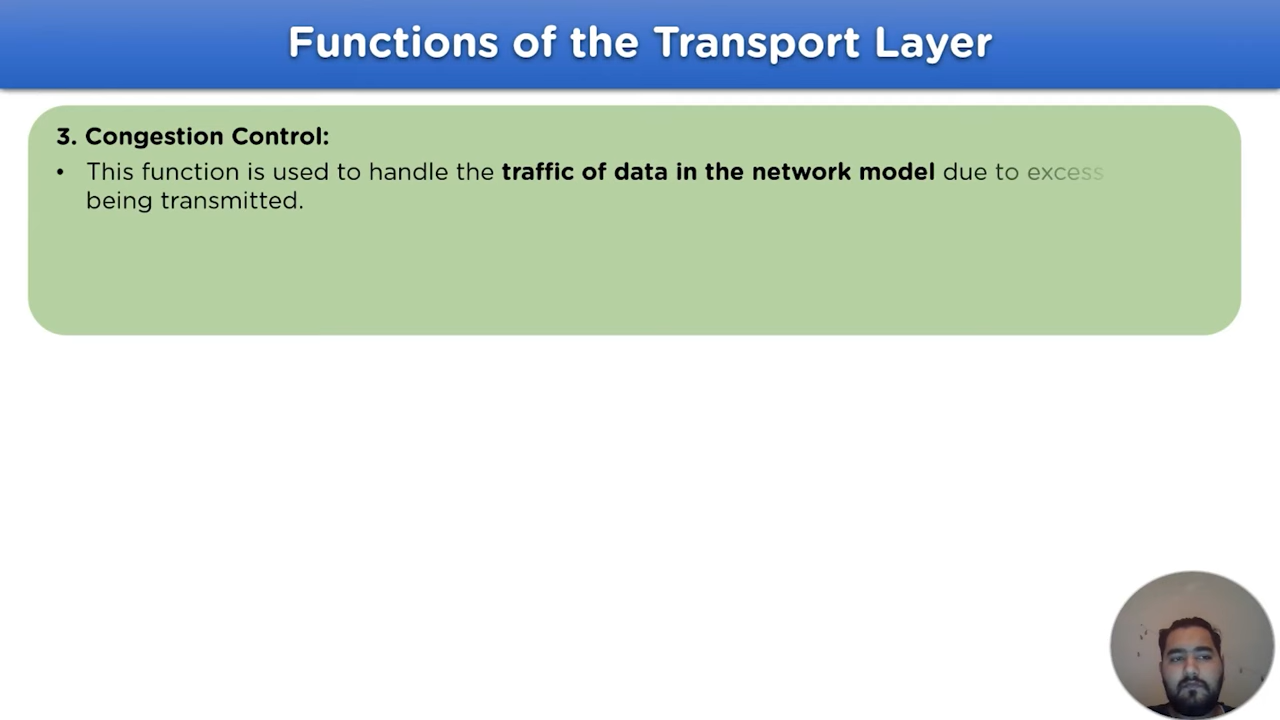 Functions of the Transport Layer
3. Congestion Control:
• This function is used to handle the traffic of data in the network model due to excess
being transmitted.